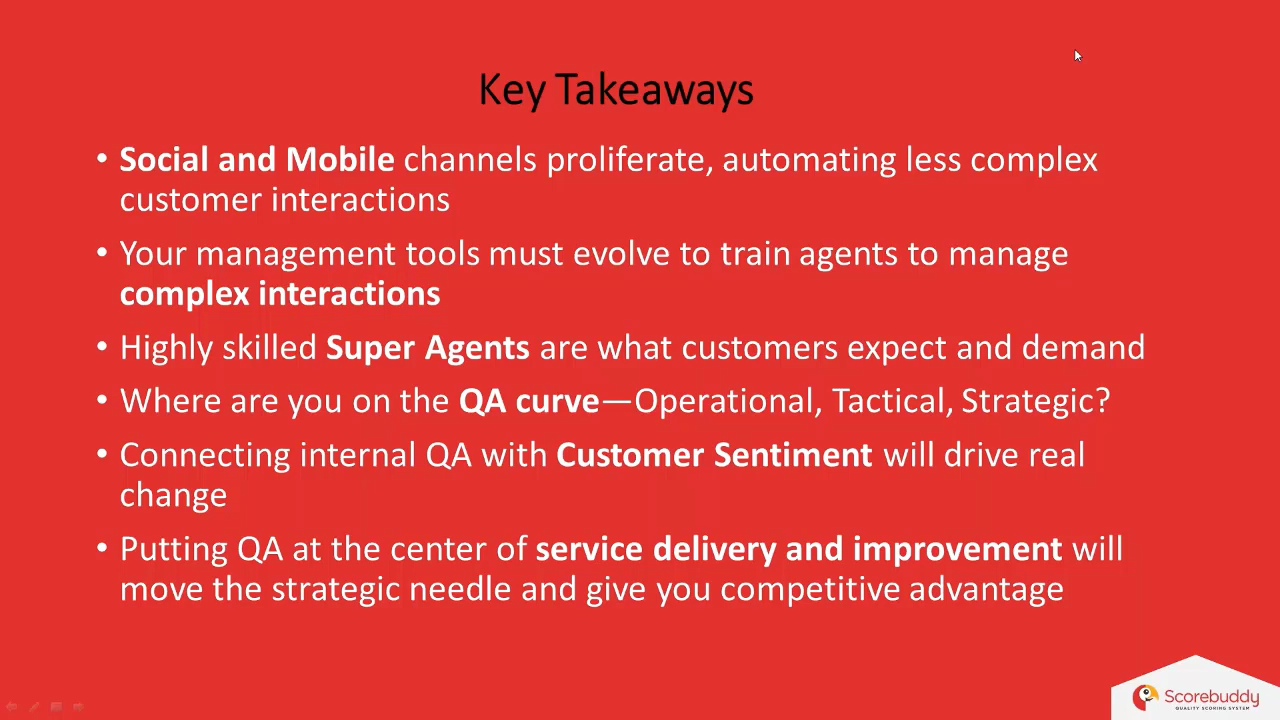 Key Takeaways
• Social and Mobile channels proliferate, automating less complex
customer interactions
• Your management tools must evolve to train agents to manage
complex interactions
• Highly skilled Super Agents are what customers expect and demand
• Where are you on the QA curve—Operational, Tactical, Strategic?
• Connecting internal QA with Customer Sentiment will drive real
change
• Putting QA at the center of service delivery and improvement will
move the strategic needle and give you competitive advantage
Scorebuddy
QUALITY SCORING SYSTEM